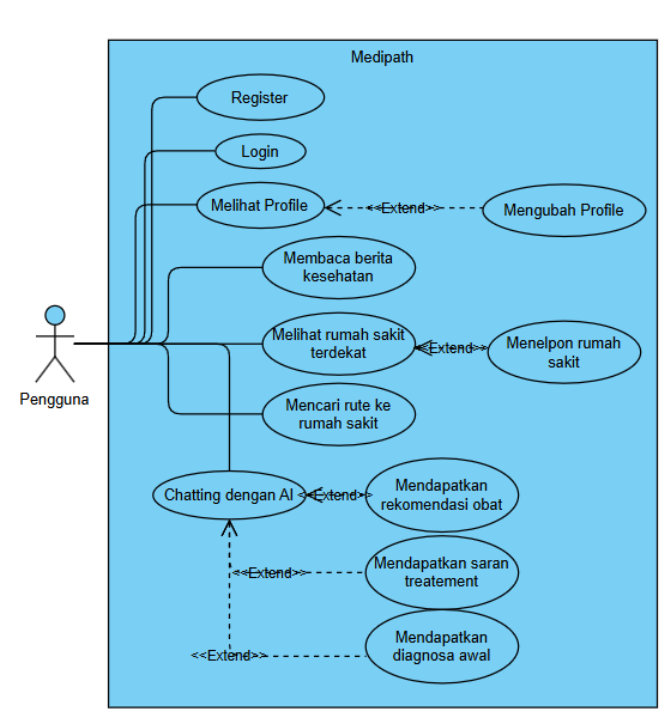 Medipath
Register
Login
Melihat Profile
<<Extend>>
Mengubah Profile
Membaca berita
kesehatan
Melihat rumah sakit
terdekat
<<Extend>>
Menelpon rumah
sakit
Pengguna
Mencari rute ke
rumah sakit
Chatting dengan AI
<<Extend>>
Mendapatkan
rekomendasi obat
<<Extend>>
Mendapatkan saran
treatement
<<Extend>>
Mendapatkan
diagnosa awal